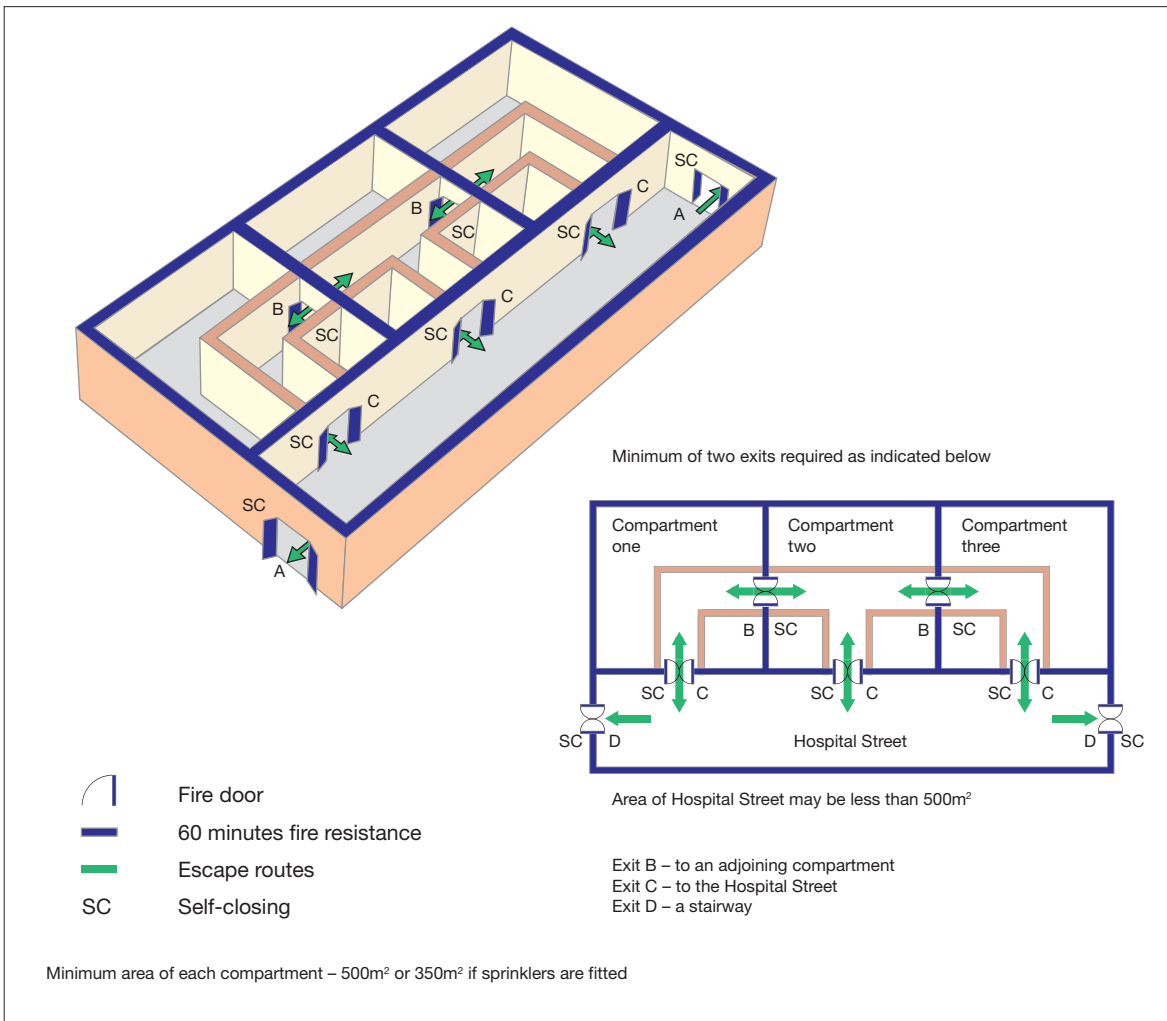 SC
C
A
B
SC
SC
C
B
SC
SC
C
SC
SC
A
Minimum of two exits required as indicated below
Compartment one
Compartment two
Compartment three
B SC
B SC
SC C
SC C
SC C
SC D
Hospital Street
D SC
Area of Hospital Street may be less than 500m²
Fire door
60 minutes fire resistance
Escape routes
SC Self-closing
Exit B – to an adjoining compartment
Exit C – to the Hospital Street
Exit D – a stairway
Minimum area of each compartment – 500m² or 350m² if sprinklers are fitted